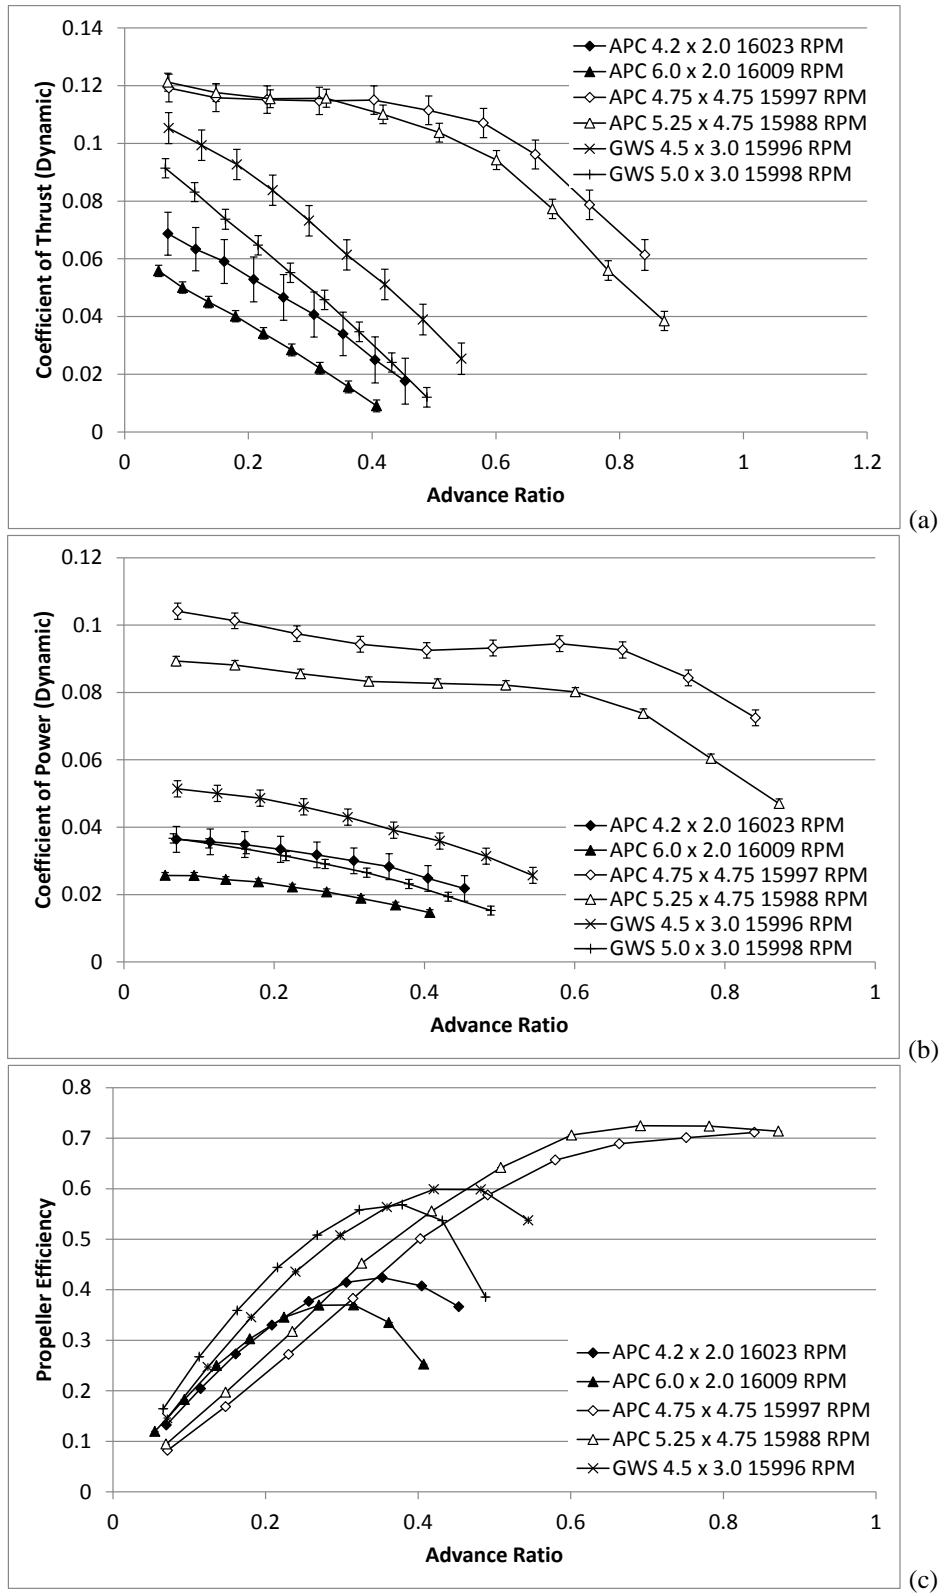 0.14
0.12
0.1
0.08
0.06
0.04
0.02
0
Coefficient of Thrust (Dynamic)
APC 4.2 x 2.0 16023 RPM
APC 6.0 x 2.0 16009 RPM
APC 4.75 x 4.75 15997 RPM
APC 5.25 x 4.75 15988 RPM
GWS 4.5 x 3.0 15996 RPM
GWS 5.0 x 3.0 15998 RPM
0 0.2 0.4 0.6 0.8 1 1.2
Advance Ratio
(a)
0.12
0.1
0.08
0.06
0.04
0.02
0
Coefficient of Power (Dynamic)
APC 4.2 x 2.0 16023 RPM
APC 6.0 x 2.0 16009 RPM
APC 4.75 x 4.75 15997 RPM
APC 5.25 x 4.75 15988 RPM
GWS 4.5 x 3.0 15996 RPM
GWS 5.0 x 3.0 15998 RPM
0 0.2 0.4 0.6 0.8 1
Advance Ratio
(b)
0.8
0.7
0.6
0.5
0.4
0.3
0.2
0.1
0
Propeller Efficiency
APC 4.2 x 2.0 16023 RPM
APC 6.0 x 2.0 16009 RPM
APC 4.75 x 4.75 15997 RPM
APC 5.25 x 4.75 15988 RPM
GWS 4.5 x 3.0 15996 RPM
0 0.2 0.4 0.6 0.8 1
Advance Ratio
(c)